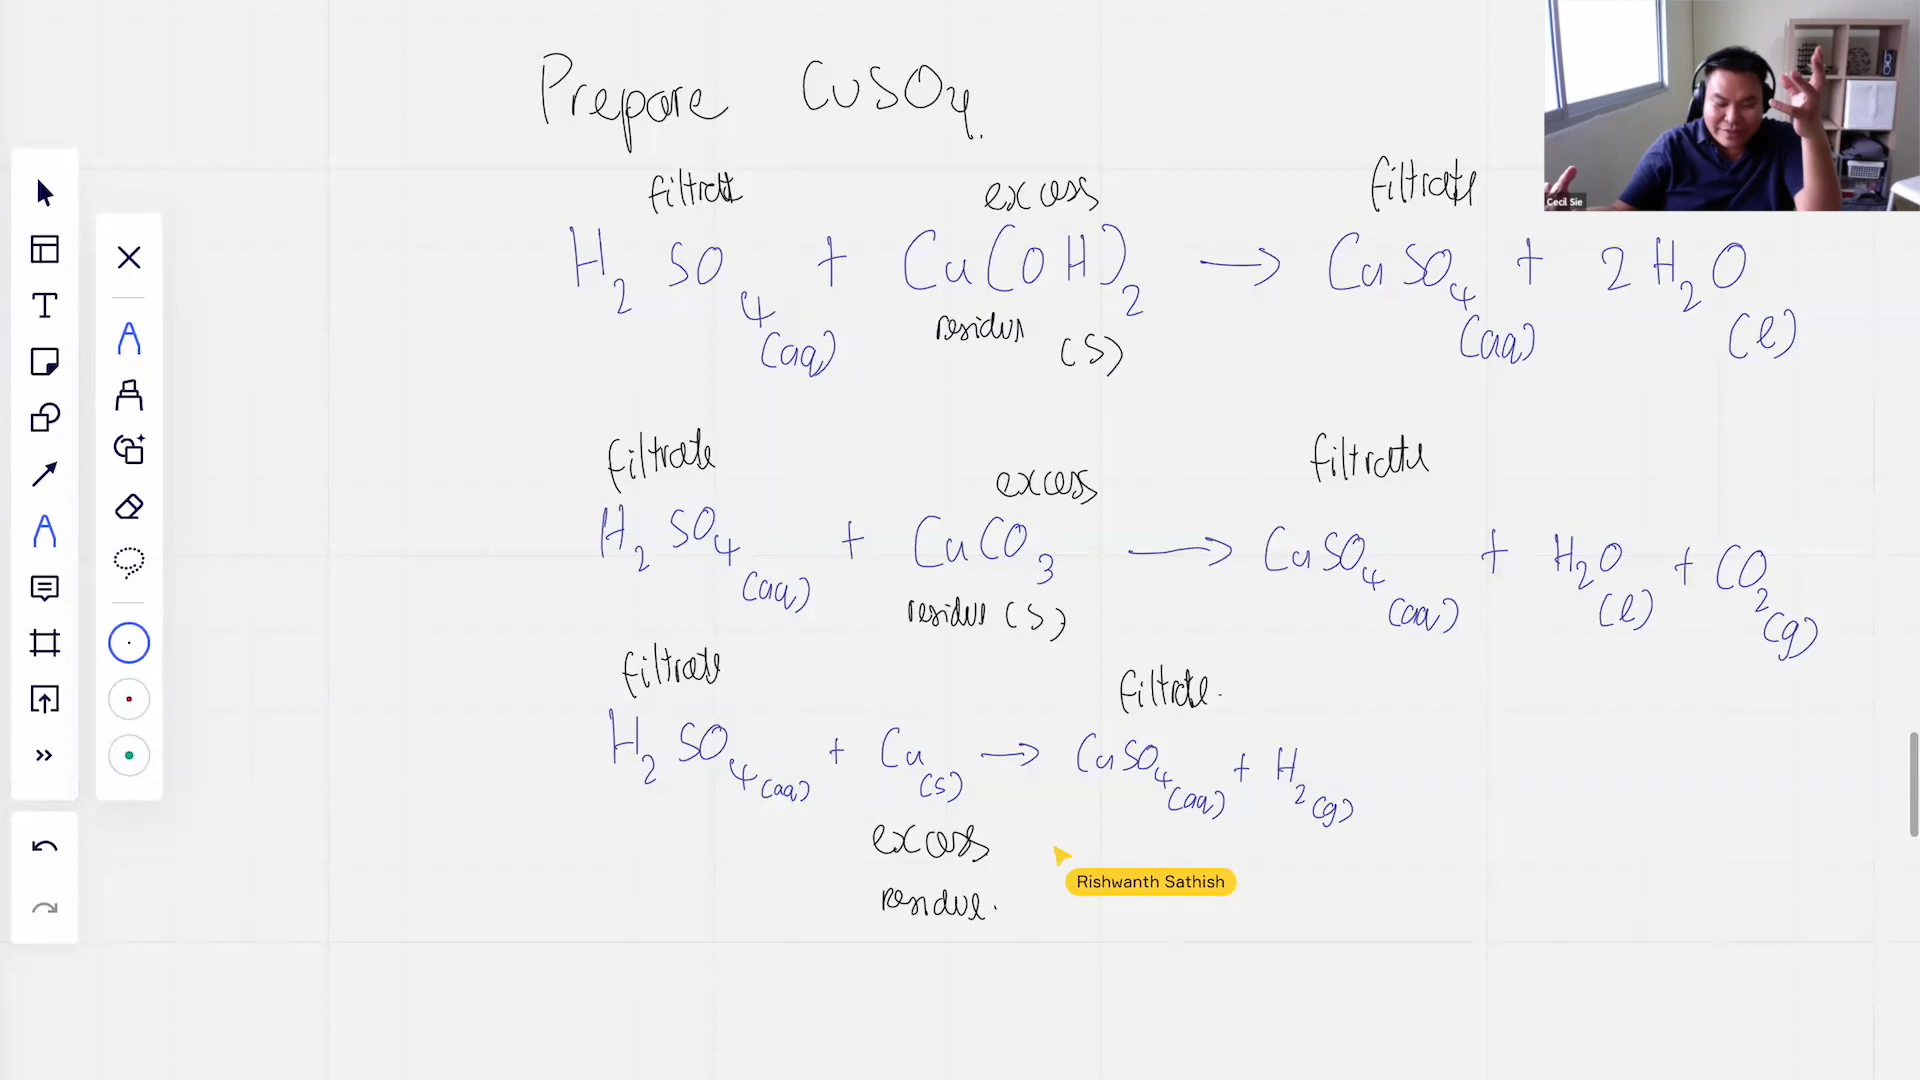 Prepare CuSO4.
filtrate excess filtrate
H2SO4(aq) + Cu(OH)2 (s) → CuSO4(aq) + 2H2O(l)
residue
filtrate excess filtrate
H2SO4(aq) + CuCO3 (s) → CuSO4(aq) + H2O(l) + CO2(g)
residue
filtrate filtrate.
H2SO4(aq) + Cu(s) → CuSO4(aq) + H2(g)
excess
residue.
Rishwanth Sathish
Cecil Sie
T